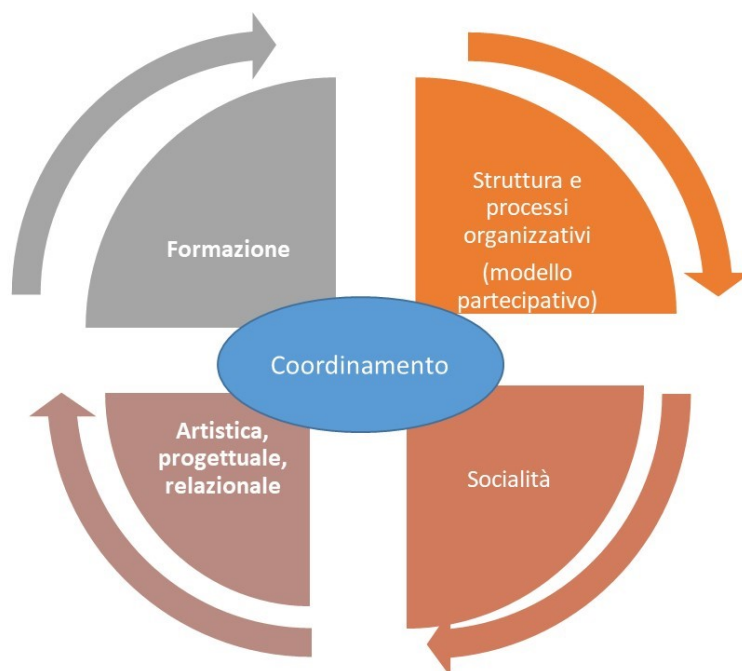 Formazione
Struttura e
processi
organizzativi
(modello
partecipativo)
Coordinamento
Artistica,
progettuale,
relazionale
Socialità